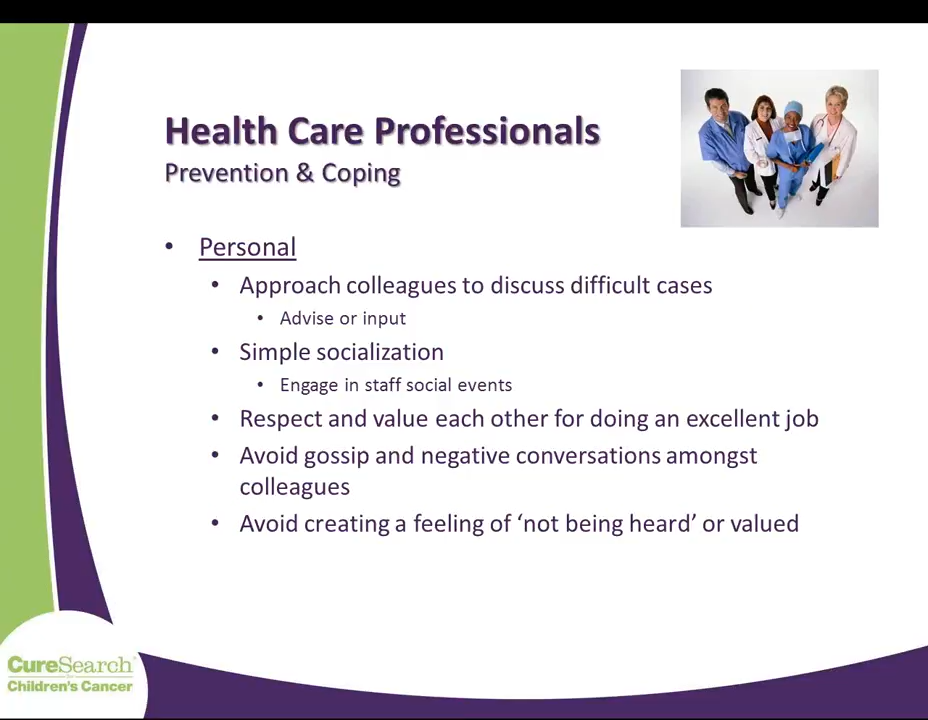 Health Care Professionals
Prevention & Coping
• Personal
• Approach colleagues to discuss difficult cases
• Advise or input
• Simple socialization
• Engage in staff social events
• Respect and value each other for doing an excellent job
• Avoid gossip and negative conversations amongst
colleagues
• Avoid creating a feeling of ‘not being heard’ or valued
CureSearch
Children's Cancer